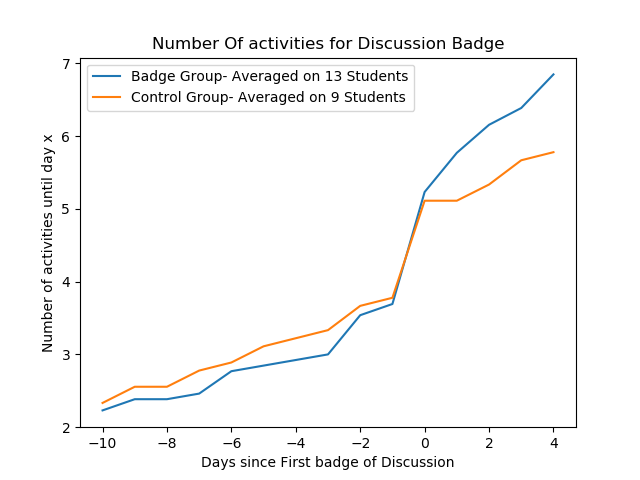 Number Of activities for Discussion Badge
Badge Group- Averaged on 13 Students
Control Group- Averaged on 9 Students
Number of activities until day x
7
6
5
4
3
2
−10
−8
−6
−4
−2
0
2
4
Days since First badge of Discussion